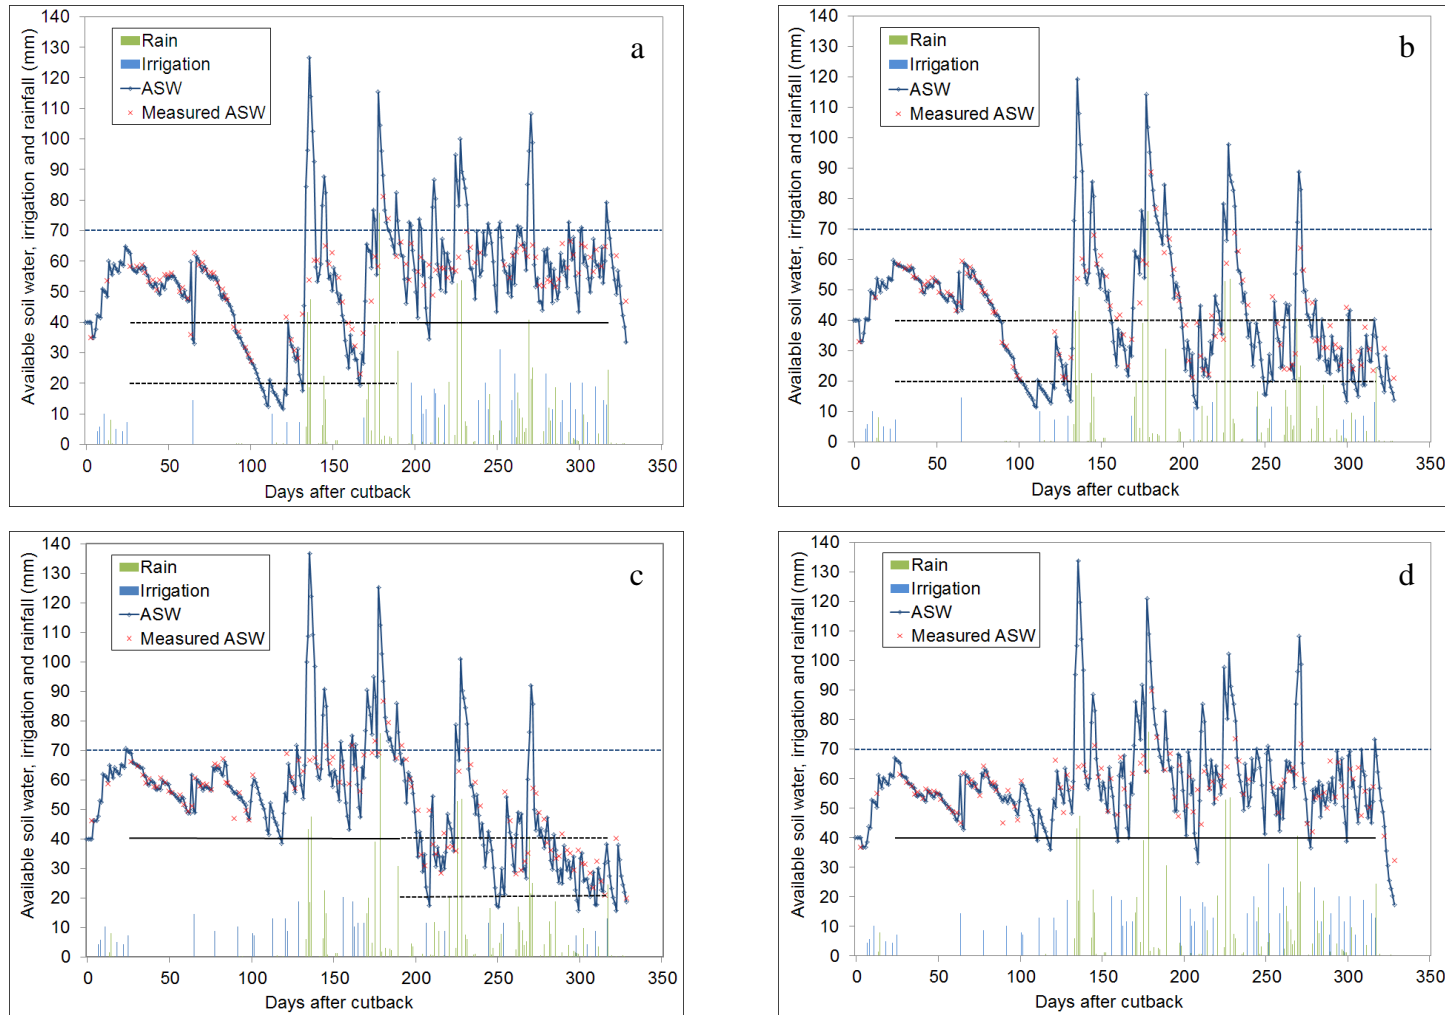 a
Available soil water, irrigation and rainfall (mm)
140
130
120
110
100
90
80
70
60
50
40
30
20
10
0
Rain
Irrigation
ASW
Measured ASW
0 50 100 150 200 250 300 350
Days after cutback
b
Available soil water, irrigation and rainfall (mm)
140
130
120
110
100
90
80
70
60
50
40
30
20
10
0
Rain
Irrigation
ASW
Measured ASW
0 50 100 150 200 250 300 350
Days after cutback
c
Available soil water, irrigation and rainfall (mm)
140
130
120
110
100
90
80
70
60
50
40
30
20
10
0
Rain
Irrigation
ASW
Measured ASW
0 50 100 150 200 250 300 350
Days after cutback
d
Available soil water, irrigation and rainfall (mm)
140
130
120
110
100
90
80
70
60
50
40
30
20
10
0
Rain
Irrigation
ASW
Measured ASW
0 50 100 150 200 250 300 350
Days after cutback